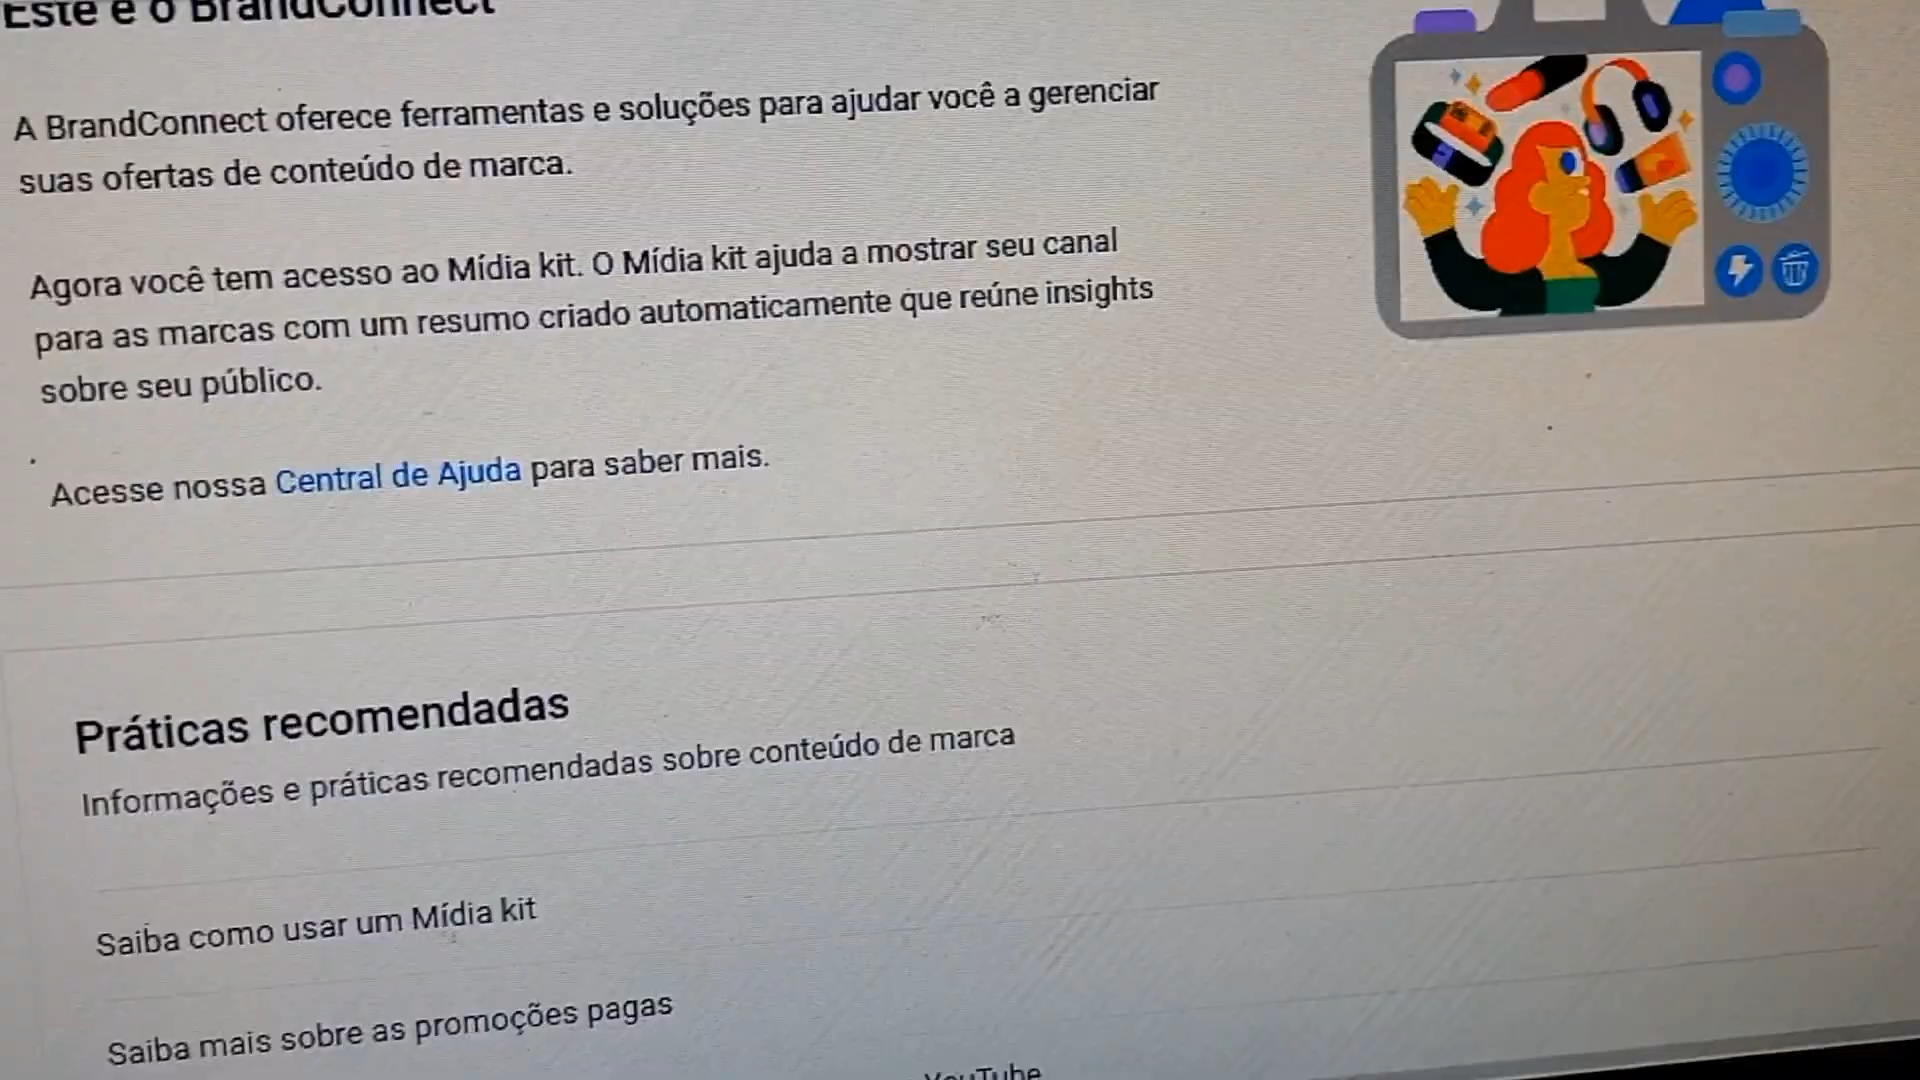 Este é o BrandConnect
A BrandConnect oferece ferramentas e soluções para ajudar você a gerenciar
suas ofertas de conteúdo de marca.
Agora você tem acesso ao Mídia kit. O Mídia kit ajuda a mostrar seu canal
para as marcas com um resumo criado automaticamente que reúne insights
sobre seu público.
Acesse nossa Central de Ajuda para saber mais.
Práticas recomendadas
Informações e práticas recomendadas sobre conteúdo de marca
Saiba como usar um Mídia kit
Saiba mais sobre as promoções pagas
YouTube